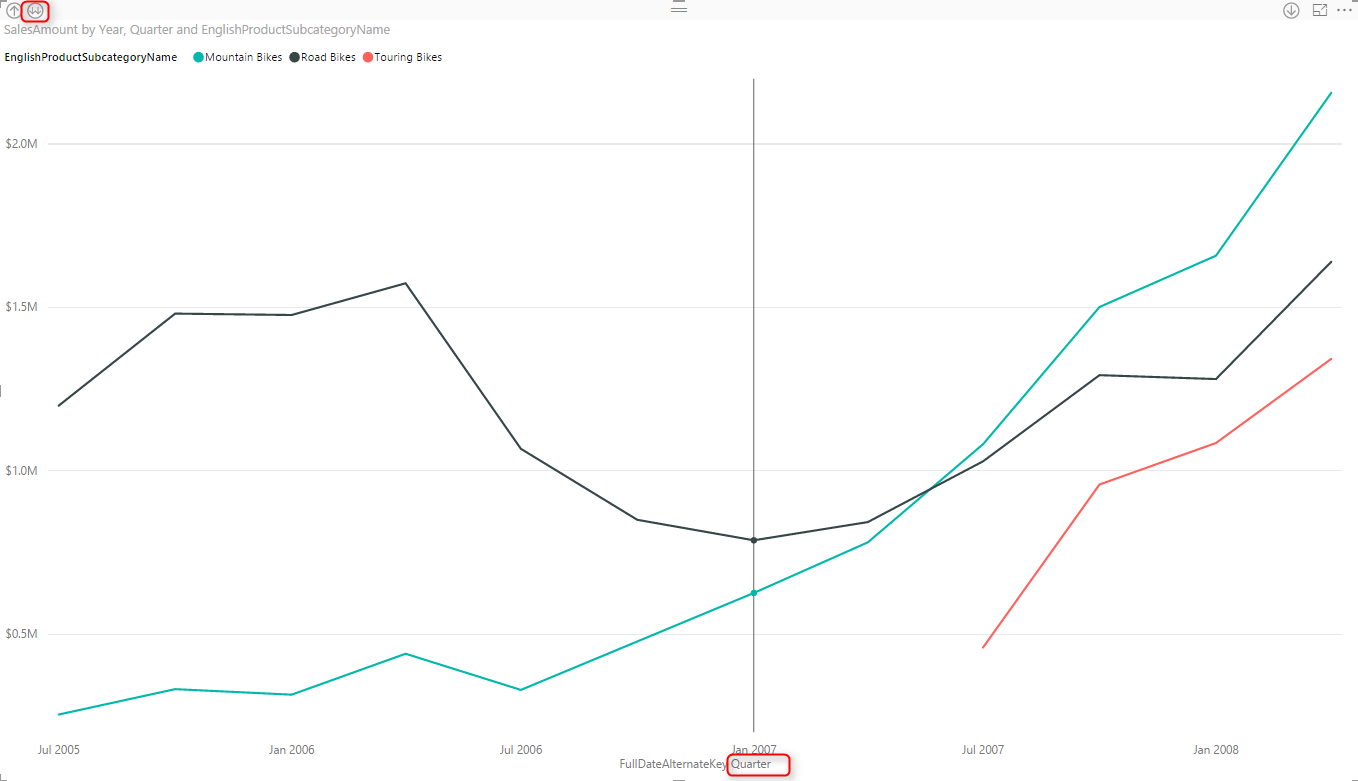 SalesAmount by Year, Quarter and EnglishProductSubcategoryName
EnglishProductSubcategoryName Mountain Bikes Road Bikes Touring Bikes
$2.0M
$1.5M
$1.0M
$0.5M
Jul 2005 Jan 2006 Jul 2006 Jan 2007 Jul 2007 Jan 2008
FullDateAlternateKey Quarter